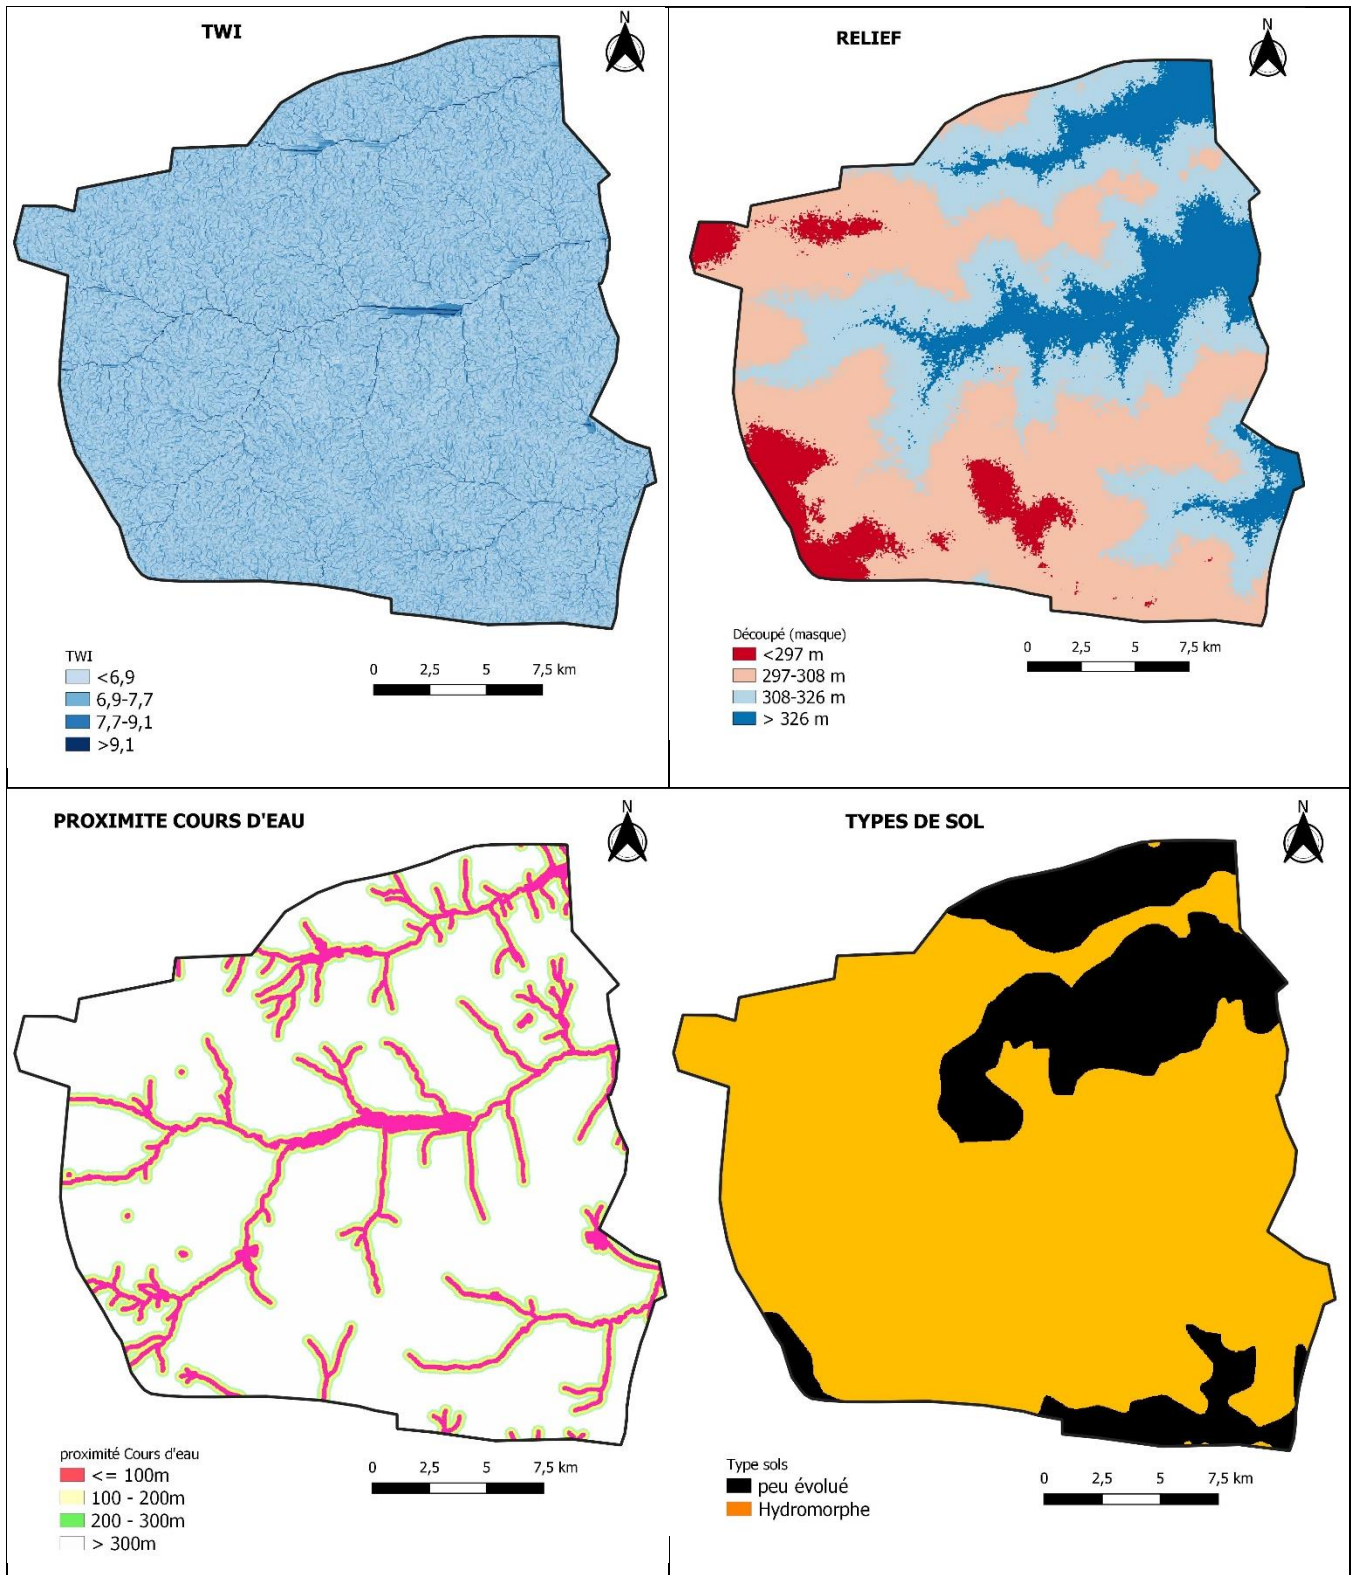 TWI
N
TWI
<6,9
6,9-7,7
7,7-9,1
>9,1
0 2,5 5 7,5 km
RELIEF
N
Découpé (masque)
<297 m
297-308 m
308-326 m
> 326 m
0 2,5 5 7,5 km
PROXIMITE COURS D'EAU
N
proximité Cours d'eau
<= 100m
100 - 200m
200 - 300m
> 300m
0 2,5 5 7,5 km
TYPES DE SOL
N
Type sols
peu évolué
Hydromorphe
0 2,5 5 7,5 km